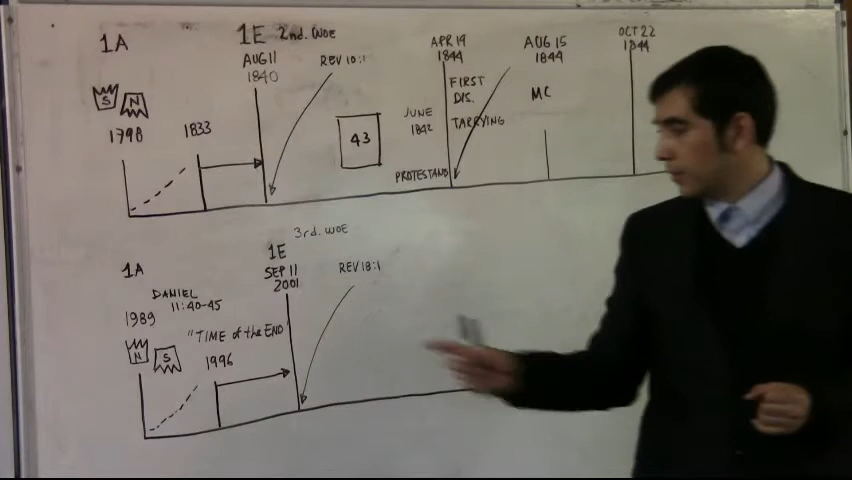 1A
1E 2nd. WOE
AUG 11
1840
REV 10:1
APR 19
1844
AUG 15
1844
OCT 22
1844
S
N
1798
1833
43
JUNE
1842
FIRST
DIS.
TARRYING
MC
3rd. WOE
1A
1E
SEP 11
2001
REV 18:1
DANIEL
11:40-45
1989
"TIME of the END"
N
S
1996